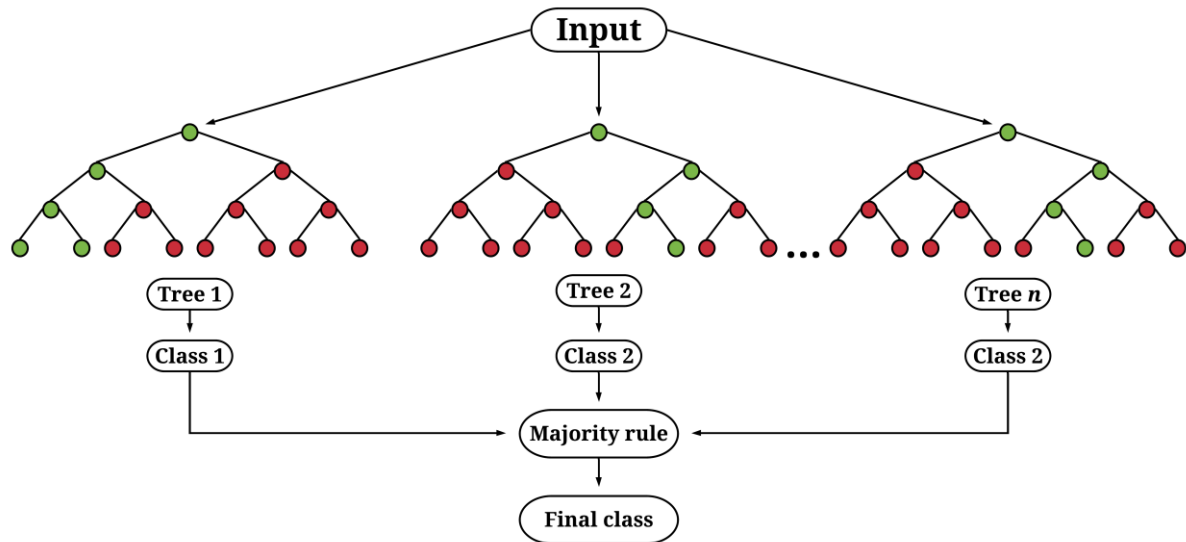 Input
...
Tree 1
Tree 2
Tree n
Class 1
Class 2
Class 2
Majority rule
Final class